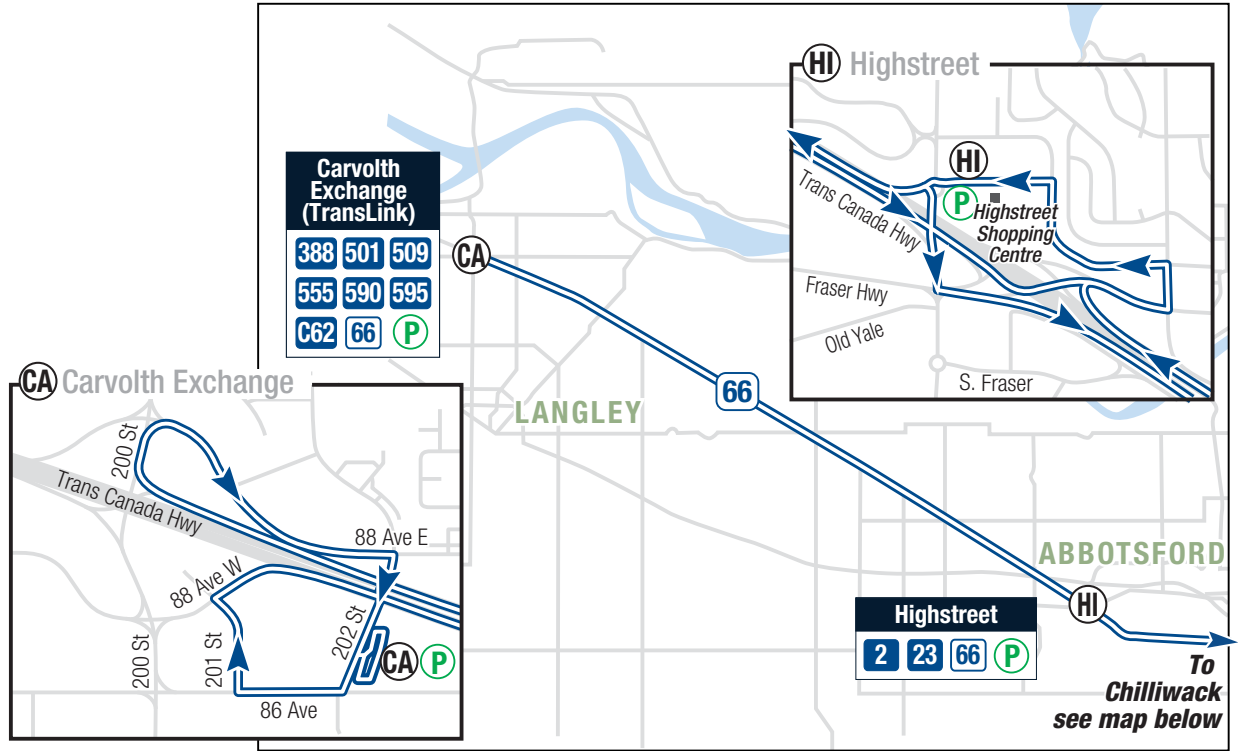 HI Highstreet
HI
P
Highstreet
Shopping
Centre
Trans Canada Hwy
Fraser Hwy
Old Yale
S. Fraser
Carvolth
Exchange
(TransLink)
388 501 509
555 590 595
C62 66 P
CA
66
LANGLEY
ABBOTSFORD
HI
Highstreet
2 23 66 P
To
Chilliwack
see map below
CA Carvolth Exchange
200 St
Trans Canada Hwy
88 Ave E
88 Ave W
202 St
200 St
201 St
CA P
86 Ave